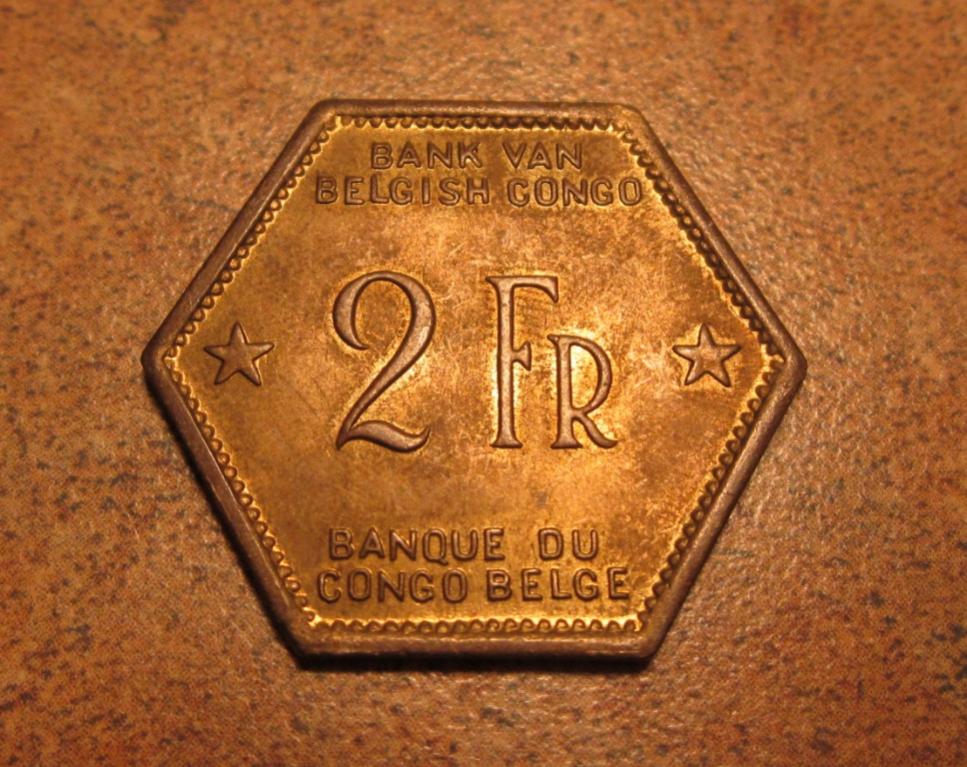 BANK VAN
BELGISH CONGO
2 FR
BANQUE DU
CONGO BELGE